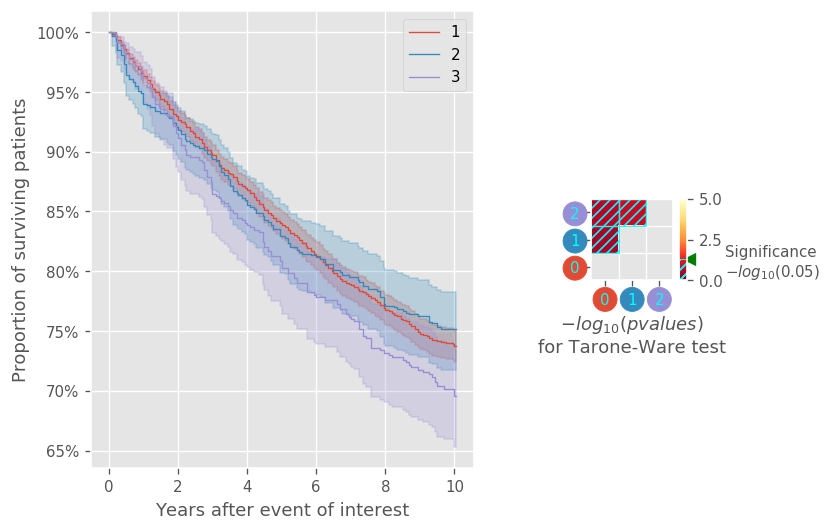 100%
95%
90%
85%
80%
75%
70%
65%
Proportion of surviving patients
0 2 4 6 8 10
Years after event of interest
1
2
3
2
1
0
0 1 2
5.0
2.5
0.0
Significance
−log₁₀(0.05)
−log₁₀(pvalues)
for Tarone-Ware test